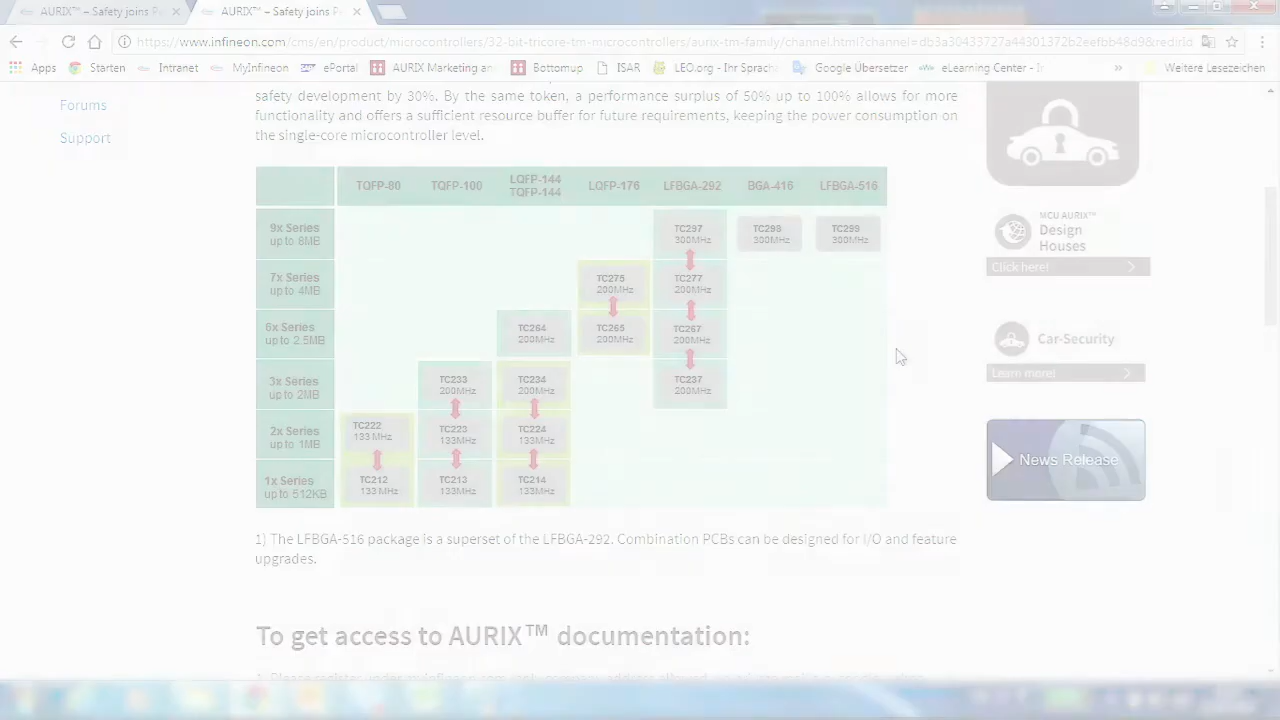 AURIX™ – Safety joins P
AURIX™ – Safety joins P
https://www.infineon.com/cms/en/product/microcontrollers/32-bit-tricore-tm-microcontrollers/aurix-tm-family/channel.html?channel=db3a30433727a44301372b2eefbb48d9&redirId
Apps Starten Intranet MyInfineon ePortal AURIX Marketing an Bottomup ISAR LEO.org - Ihr Sprach Google Übersetzer eLearning Center - Ir » Weitere Lesezeichen
Forums
Support
safety development by 30%. By the same token, a performance surplus of 50% up to 100% allows for more
functionality and offers a sufficient resource buffer for future requirements, keeping the power consumption on
the single-core microcontroller level.
TQFP-80 TQFP-100 LQFP-144 TQFP-144 LQFP-176 LFBGA-292 BGA-416 LFBGA-516
9x Series up to 8MB
TC297 300MHz
TC298 300MHz
TC299 300MHz
7x Series up to 4MB
TC275 200MHz
TC277 200MHz
6x Series up to 2.5MB
TC264 200MHz
TC265 200MHz
TC267 200MHz
3x Series up to 2MB
TC233 200MHz
TC234 200MHz
TC237 200MHz
2x Series up to 1MB
TC222 133MHz
TC223 133MHz
TC224 133MHz
1x Series up to 512KB
TC212 133MHz
TC213 133MHz
TC214 133MHz
MCU AURIX™
Design
Houses
Click here!
Car-Security
Learn more!
News Release
1) The LFBGA-516 package is a superset of the LFBGA-292. Combination PCBs can be designed for I/O and feature
upgrades.
To get access to AURIX™ documentation: